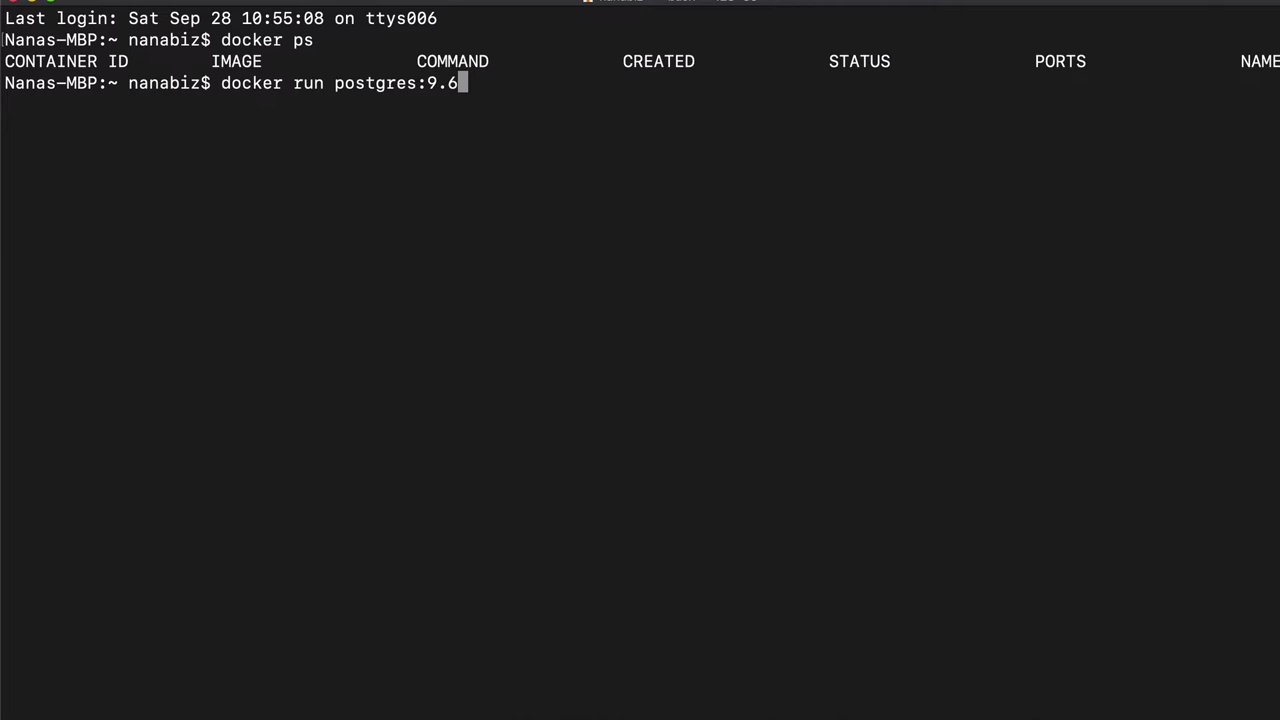 Last login: Sat Sep 28 10:55:08 on ttys006
Nanas-MBP:~ nanabiz$ docker ps
CONTAINER ID IMAGE COMMAND CREATED STATUS PORTS NAME
Nanas-MBP:~ nanabiz$ docker run postgres:9.6